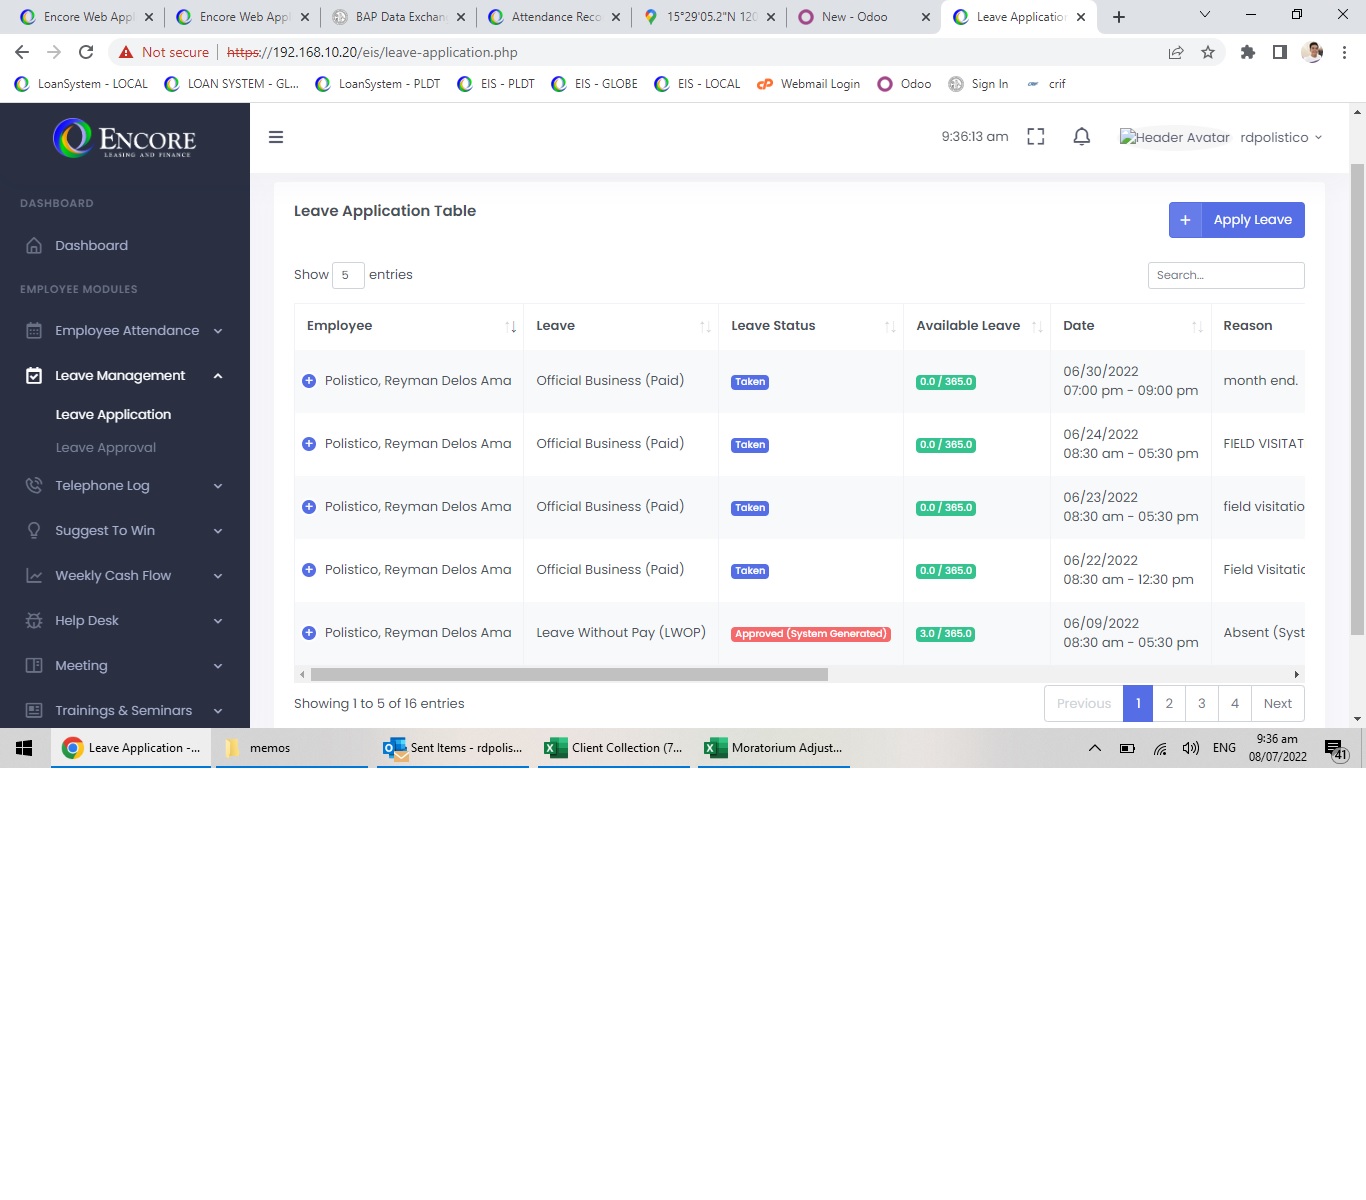 Encore Web Appl
Encore Web Appl
BAP Data Exchan
Attendance Reco
15°29'05.2"N 120
New - Odoo
Leave Application
Not secure
https://192.168.10.20/eis/leave-application.php
LoanSystem - LOCAL
LOAN SYSTEM - GL...
LoanSystem - PLDT
EIS - PLDT
EIS - GLOBE
EIS - LOCAL
Webmail Login
Odoo
Sign In
crif
ENCORE
LEASING AND FINANCE
9:36:13 am
Header Avatar
rdpolistico
DASHBOARD
Dashboard
EMPLOYEE MODULES
Employee Attendance
Leave Management
Leave Application
Leave Approval
Telephone Log
Suggest To Win
Weekly Cash Flow
Help Desk
Meeting
Trainings & Seminars
Leave Application Table
+ Apply Leave
Show 5 entries
Search...
Employee Leave Leave Status Available Leave Date Reason
Polistico, Reyman Delos Ama Official Business (Paid) Taken 0.0 / 365.0 06/30/2022 month end.
07:00 pm - 09:00 pm
Polistico, Reyman Delos Ama Official Business (Paid) Taken 0.0 / 365.0 06/24/2022 FIELD VISITAT
08:30 am - 05:30 pm
Polistico, Reyman Delos Ama Official Business (Paid) Taken 0.0 / 365.0 06/23/2022 field visitatio
08:30 am - 05:30 pm
Polistico, Reyman Delos Ama Official Business (Paid) Taken 0.0 / 365.0 06/22/2022 Field Visitatic
08:30 am - 12:30 pm
Polistico, Reyman Delos Ama Leave Without Pay (LWOP) Approved (System Generated) 3.0 / 365.0 06/09/2022 Absent (Syst
08:30 am - 05:30 pm
Showing 1 to 5 of 16 entries
Previous 1 2 3 4 Next
Leave Application -...
memos
Sent Items - rdpolis...
Client Collection (7...
Moratorium Adjust...
ENG
9:36 am
08/07/2022
41